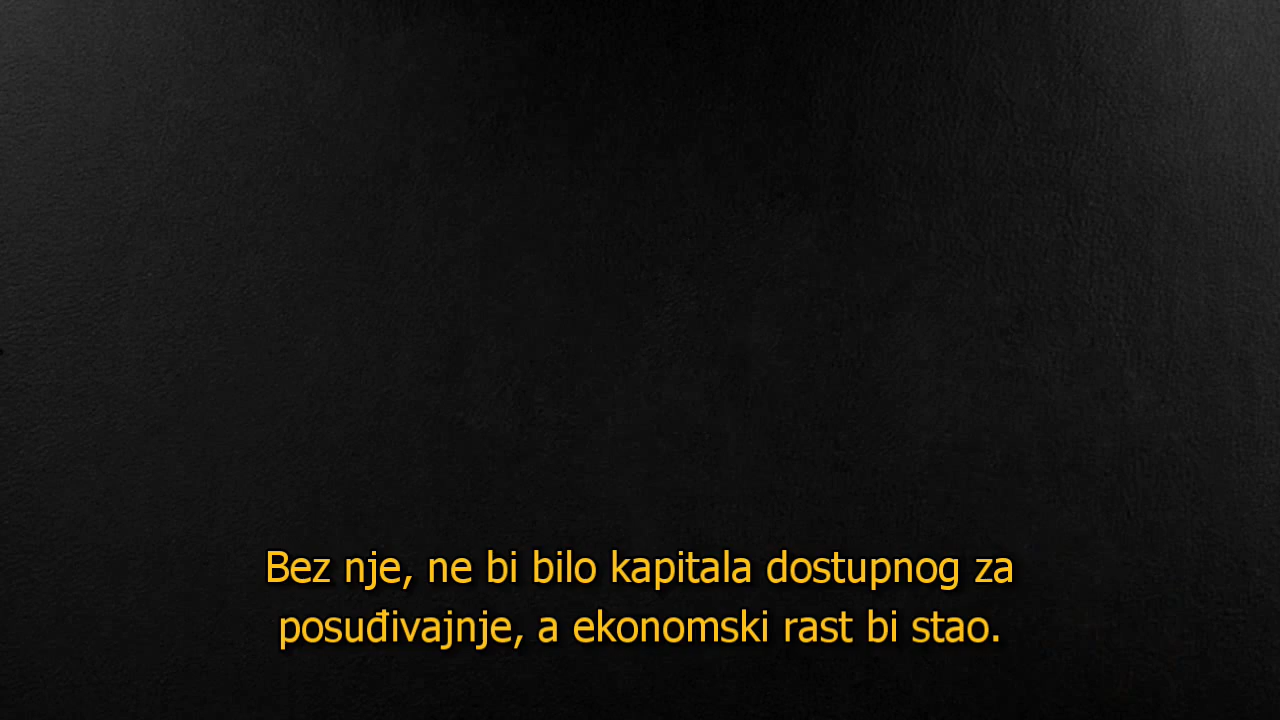 Bez nje, ne bi bilo kapitala dostupnog za
posuđivajnje, a ekonomski rast bi stao.